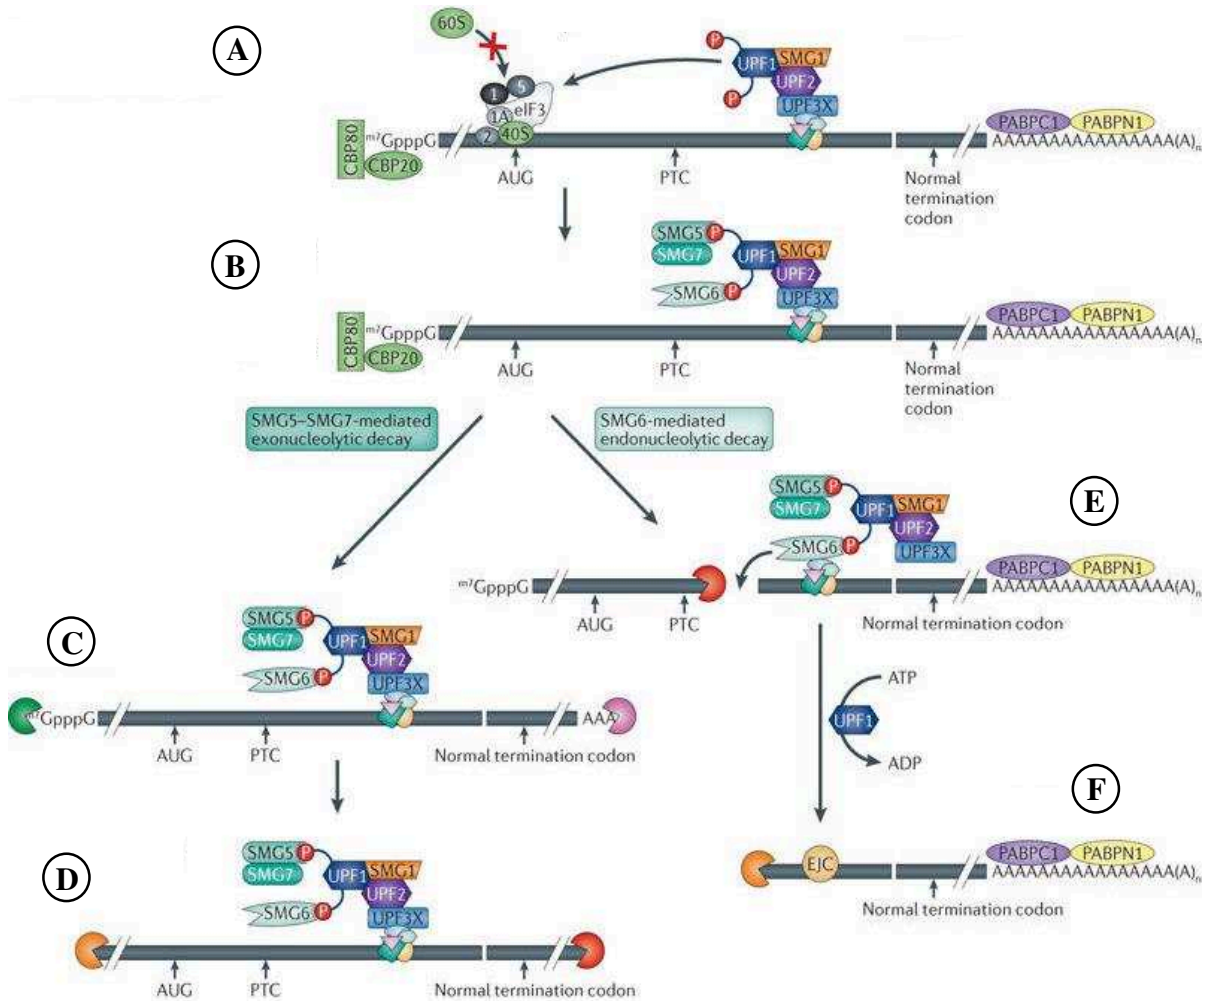 A
60S
P
UPF1
SMG1
UPF2
UPF3X
P
1
5
eIF3
1A
2
40S
CBP80
m7GpppG
CBP20
PABPC1
PABPN1
AAAAAAAAAAAAAAA(A)n
AUG
PTC
Normal
termination
codon
B
SMG5
P
SMG7
UPF1
SMG1
UPF2
SMG6
P
UPF3X
CBP80
m7GpppG
CBP20
PABPC1
PABPN1
AAAAAAAAAAAAAAA(A)n
AUG
PTC
Normal
termination
codon
SMG5–SMG7-mediated
exonucleolytic decay
SMG6-mediated
endonucleolytic decay
E
SMG5
P
SMG7
UPF1
SMG1
UPF2
SMG6
P
UPF3X
m7GpppG
PABPC1
PABPN1
AAAAAAAAAAAAAAA(A)n
AUG
PTC
Normal termination codon
C
SMG5
P
SMG7
UPF1
SMG1
UPF2
SMG6
P
UPF3X
m7GpppG
AAA
AUG
PTC
Normal termination codon
ATP
UPF1
ADP
F
D
SMG5
P
SMG7
UPF1
SMG1
UPF2
SMG6
P
UPF3X
AUG
PTC
Normal termination codon
EJC
PABPC1
PABPN1
AAAAAAAAAAAAAAA(A)n
Normal termination codon